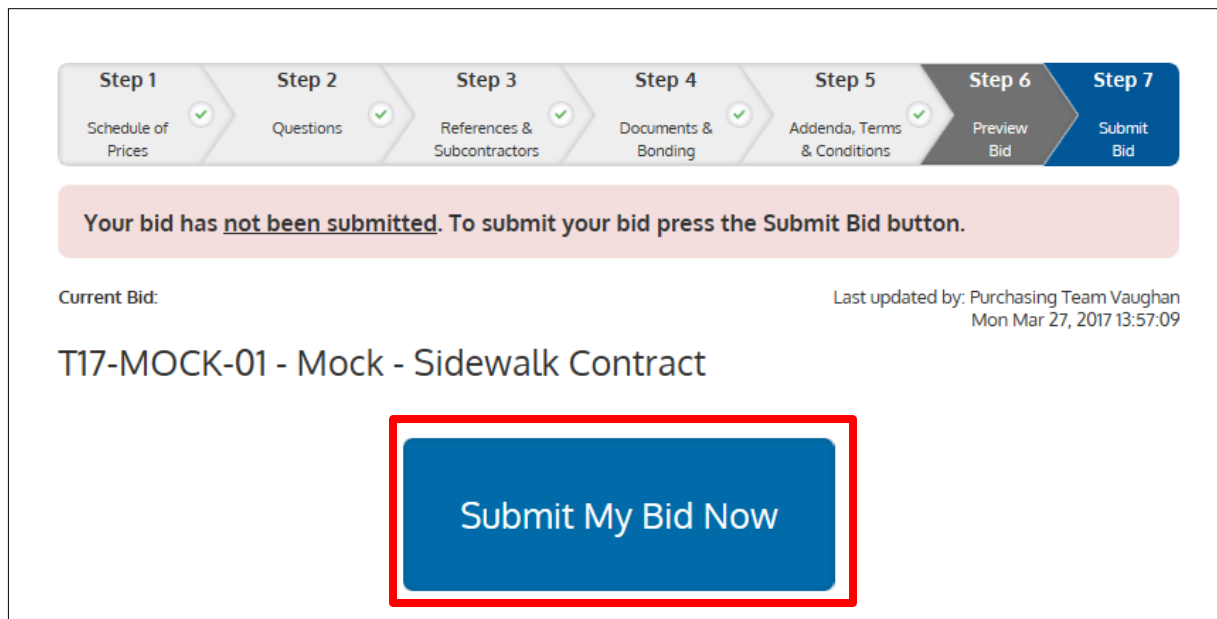 Step 1
Schedule of
Prices
Step 2
Questions
Step 3
References &
Subcontractors
Step 4
Documents &
Bonding
Step 5
Addenda, Terms
& Conditions
Step 6
Preview
Bid
Step 7
Submit
Bid
Your bid has not been submitted. To submit your bid press the Submit Bid button.
Current Bid:
Last updated by: Purchasing Team Vaughan
Mon Mar 27, 2017 13:57:09
T17-MOCK-01 - Mock - Sidewalk Contract
Submit My Bid Now